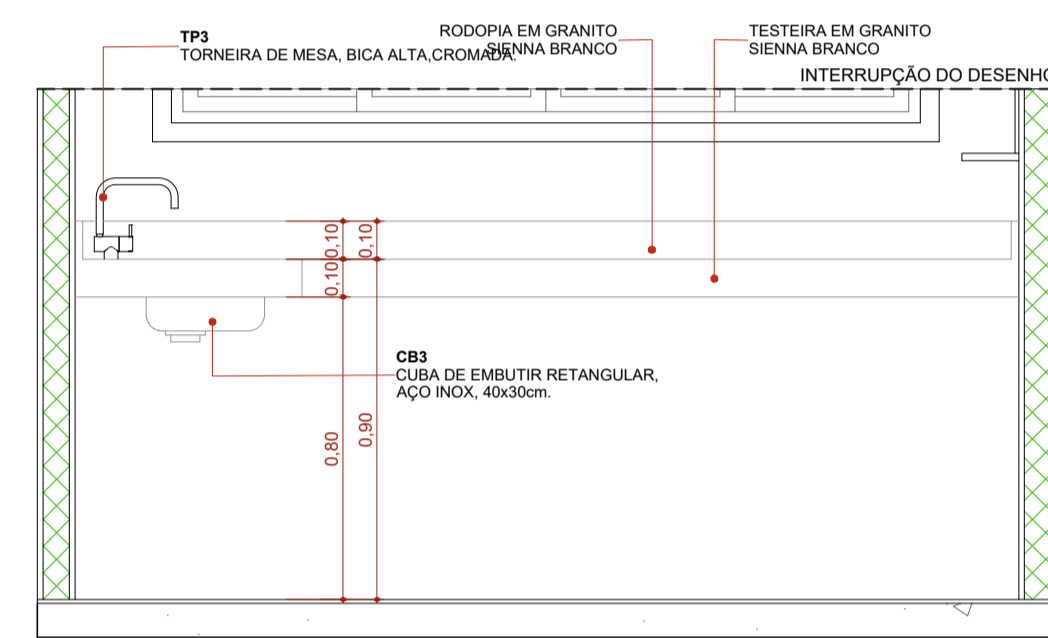 TP3
TORNEIRA DE MESA, BICA ALTA,CROMADA.
RODOPIA EM GRANITO
SIENNA BRANCO
TESTEIRA EM GRANITO
SIENNA BRANCO
INTERRUPÇÃO DO DESENHO
0,10
0,10
0,10
CB3
CUBA DE EMBUTIR RETANGULAR,
AÇO INOX, 40x30cm.
0,80
0,90